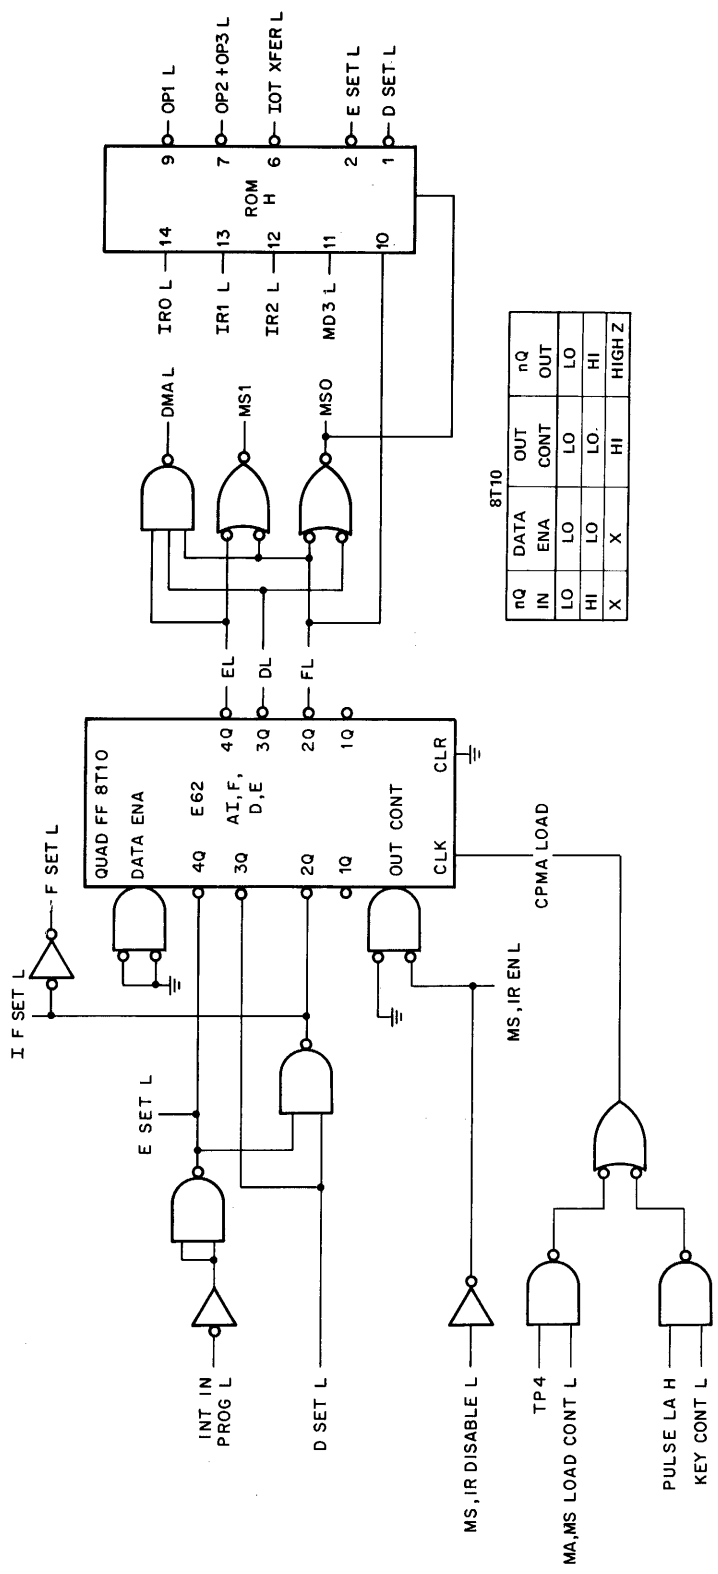 I F SET L
F SET L
E SET L
INT IN
PROG L
D SET L
MS,IR DISABLE L
TP4
MA,MS LOAD CONT L
PULSE LA H
KEY CONT L
MS,IR EN L
CPMA LOAD
QUAD FF 8T10
DATA ENA
4Q
E62
4Q
3Q
AI,F,
D,E
3Q
2Q
2Q
1Q
1Q
OUT CONT
CLK
CLR
EL
DL
FL
DMA L
MS1
MS0
IR0 L
IR1 L
IR2 L
MD3 L
14
13
12
11
10
ROM
H
9
7
6
2
1
OP1 L
OP2+OP3 L
IOT XFER L
E SET L
D SET L
8T10
nQ IN
DATA ENA
OUT CONT
nQ OUT
LO LO LO LO
HI LO LO HI
X X HI HIGH Z